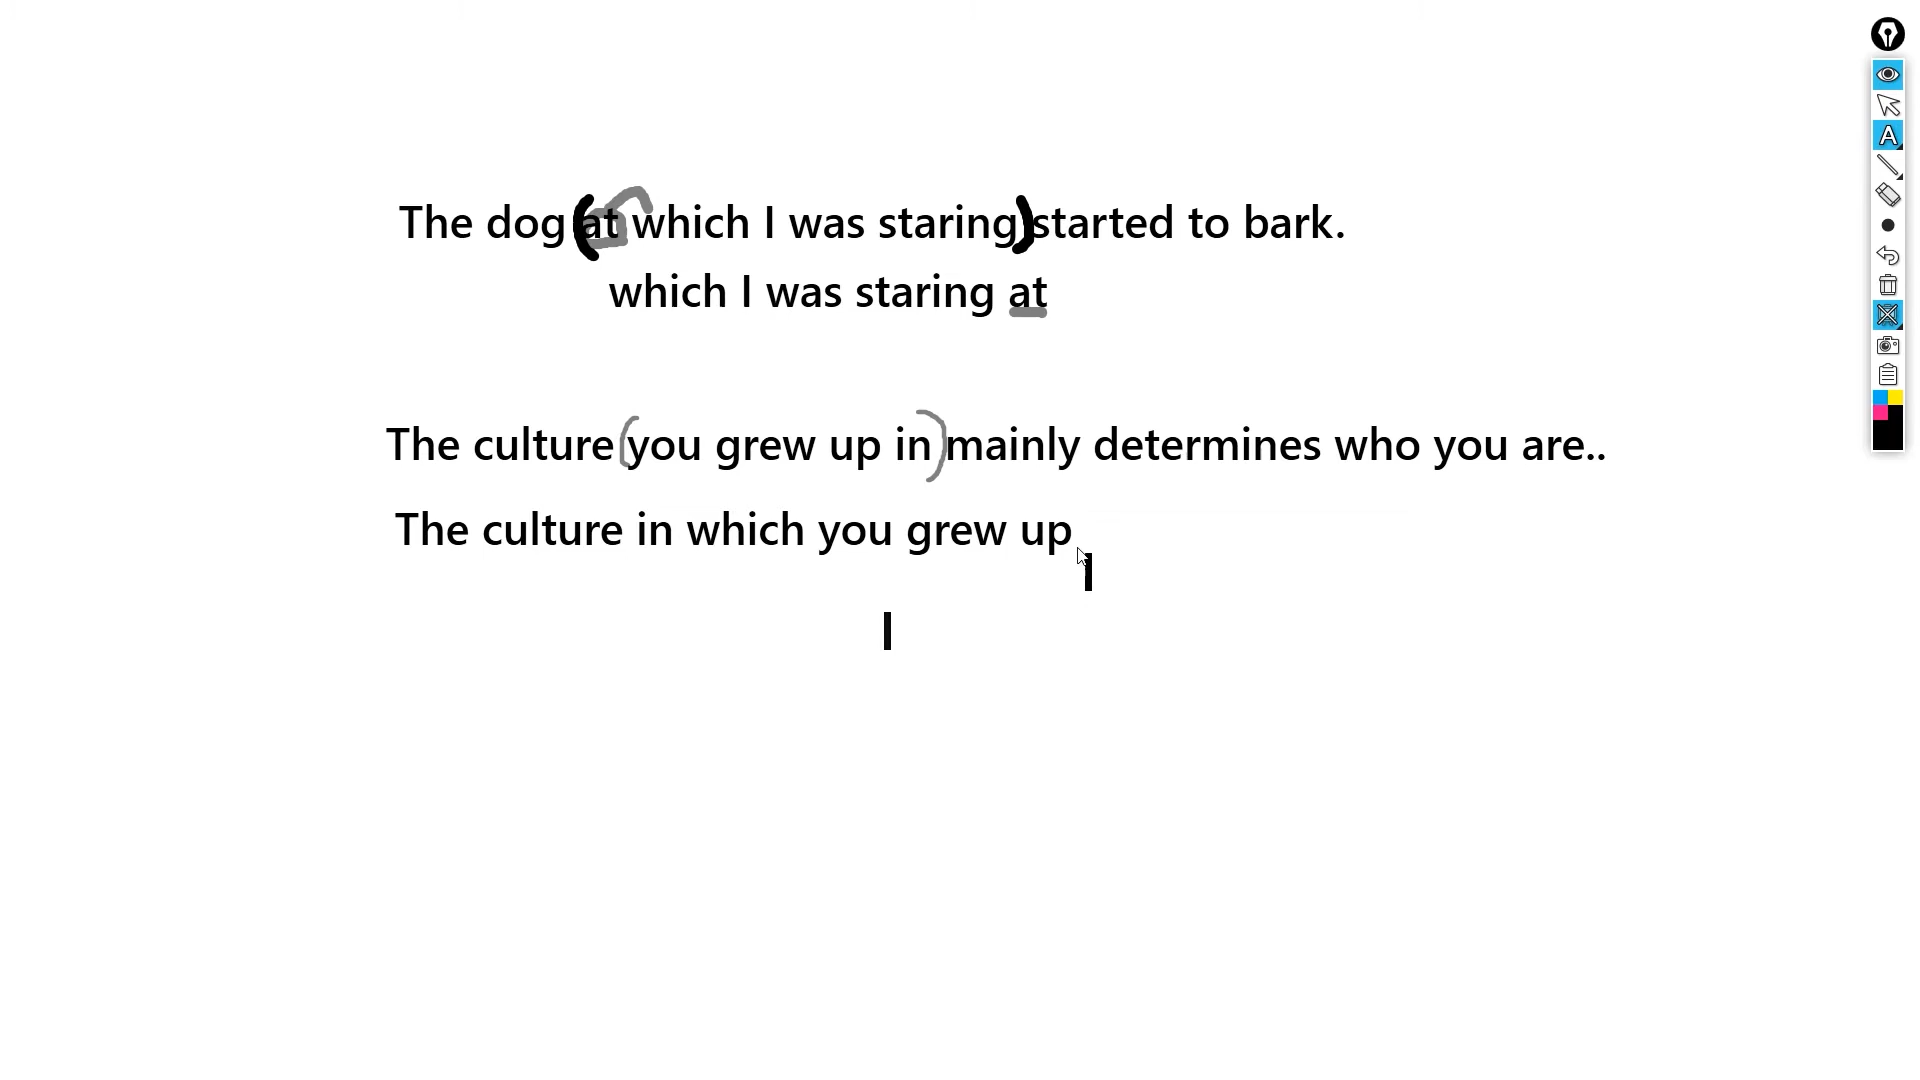 The dog (at which I was staring) started to bark.
which I was staring at
The culture (you grew up in) mainly determines who you are..
The culture in which you grew up